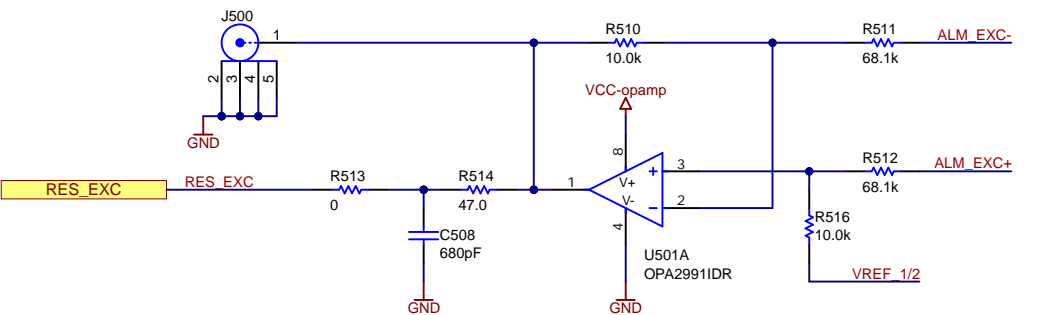 J500
1
2
3
4
5
GND
R510
10.0k
R511
68.1k
ALM_EXC-
VCC-opamp
8
V+
V-
4
1
3
2
U501A
OPA2991IDR
GND
R512
68.1k
ALM_EXC+
R516
10.0k
VREF_1/2
RES_EXC
RES_EXC
R513
0
R514
47.0
C508
680pF
GND